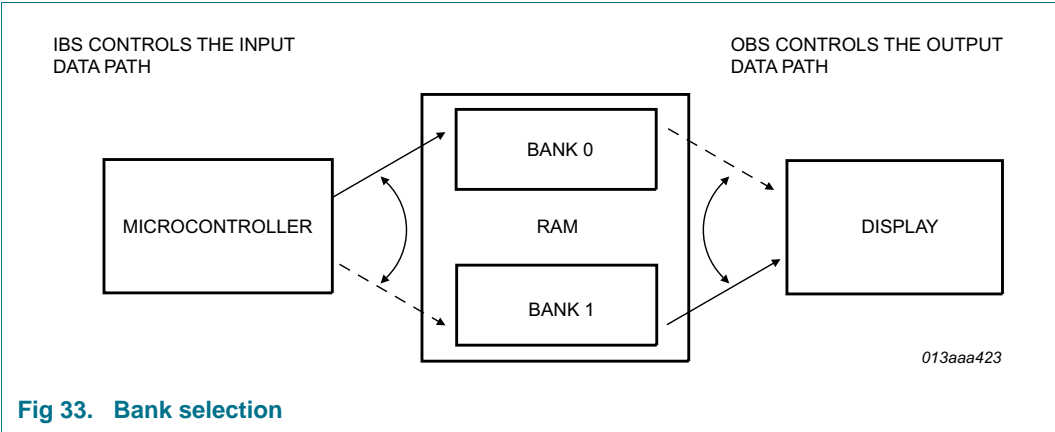 IBS CONTROLS THE INPUT
DATA PATH
OBS CONTROLS THE OUTPUT
DATA PATH
BANK 0
MICROCONTROLLER
RAM
DISPLAY
BANK 1
013aaa423
Fig 33. Bank selection